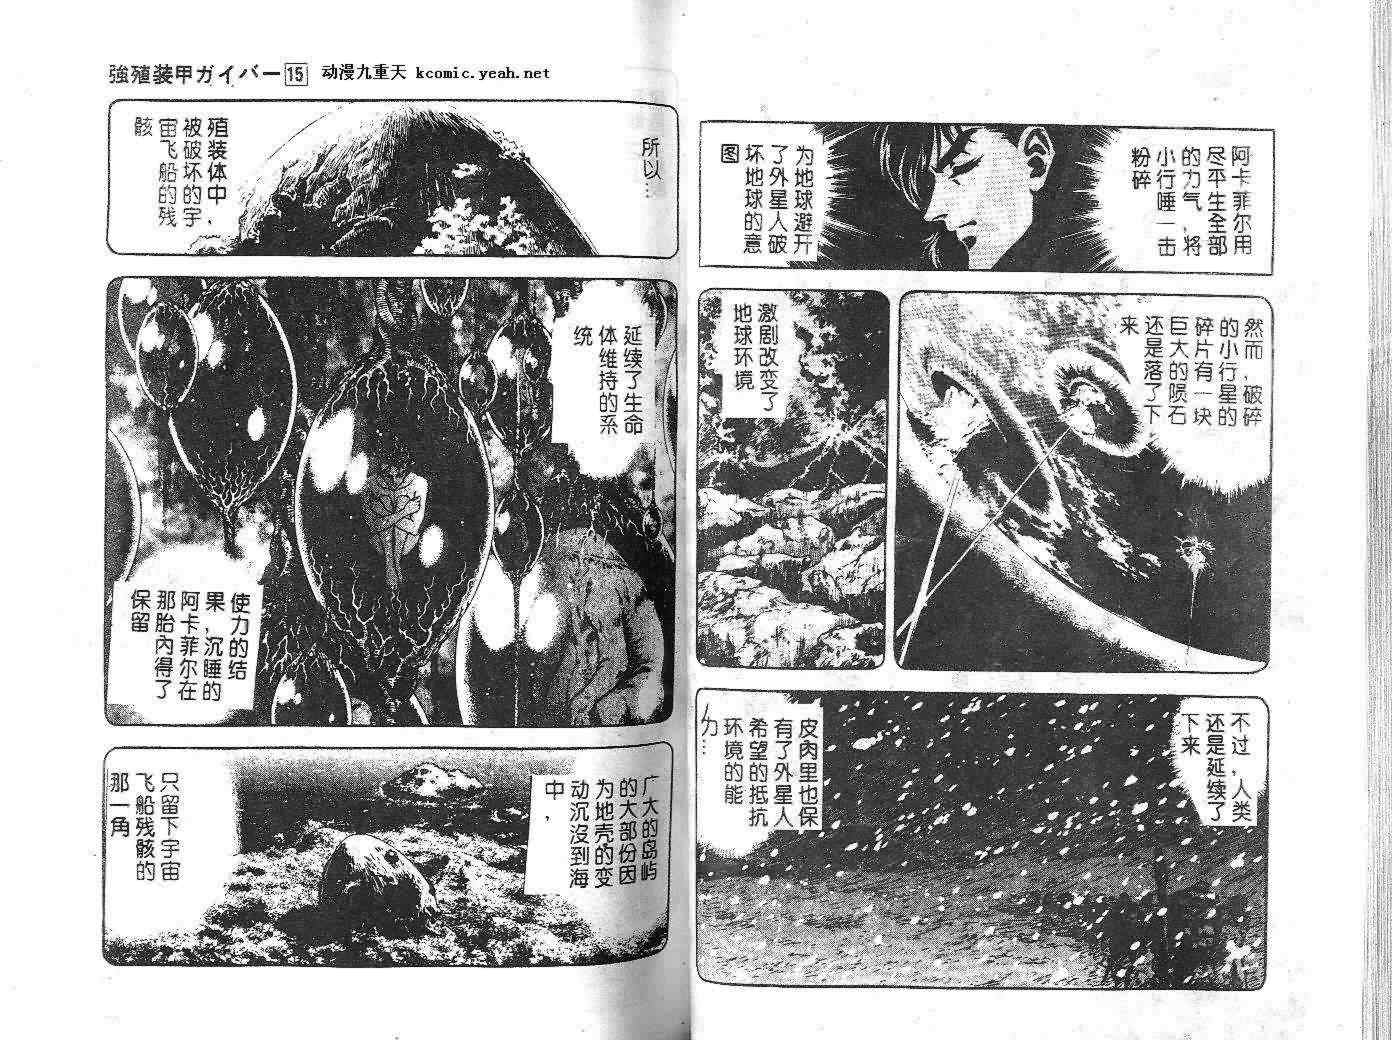 強殖装甲ガイバー15
动漫九重天 kcomic.yeah.net
阿卡菲尔用
尽平生全部
的力气，将
小行唾一击
粉碎
为地球避开
了外星人破
坏地球的意
图
然而，破碎
的小行星的
碎片有一块
巨大的陨石
还是落了下
来
激剧改变了
地球环境
不过，人类
还是延续了
下来
皮肉里也保
有了外星人
希望的抵抗
环境的能
力…
所以…
殖装体中，
被破坏的宇
宙飞船的残
骸
延续了生命
体维持的系
统
使力的结
果，沉睡的
阿卡菲尔在
那胎內得了
保留
广大的岛屿
的大部份因
为地壳的变
动沉沒到海
中，
只留下宇宙
飞船残骸的
那一角